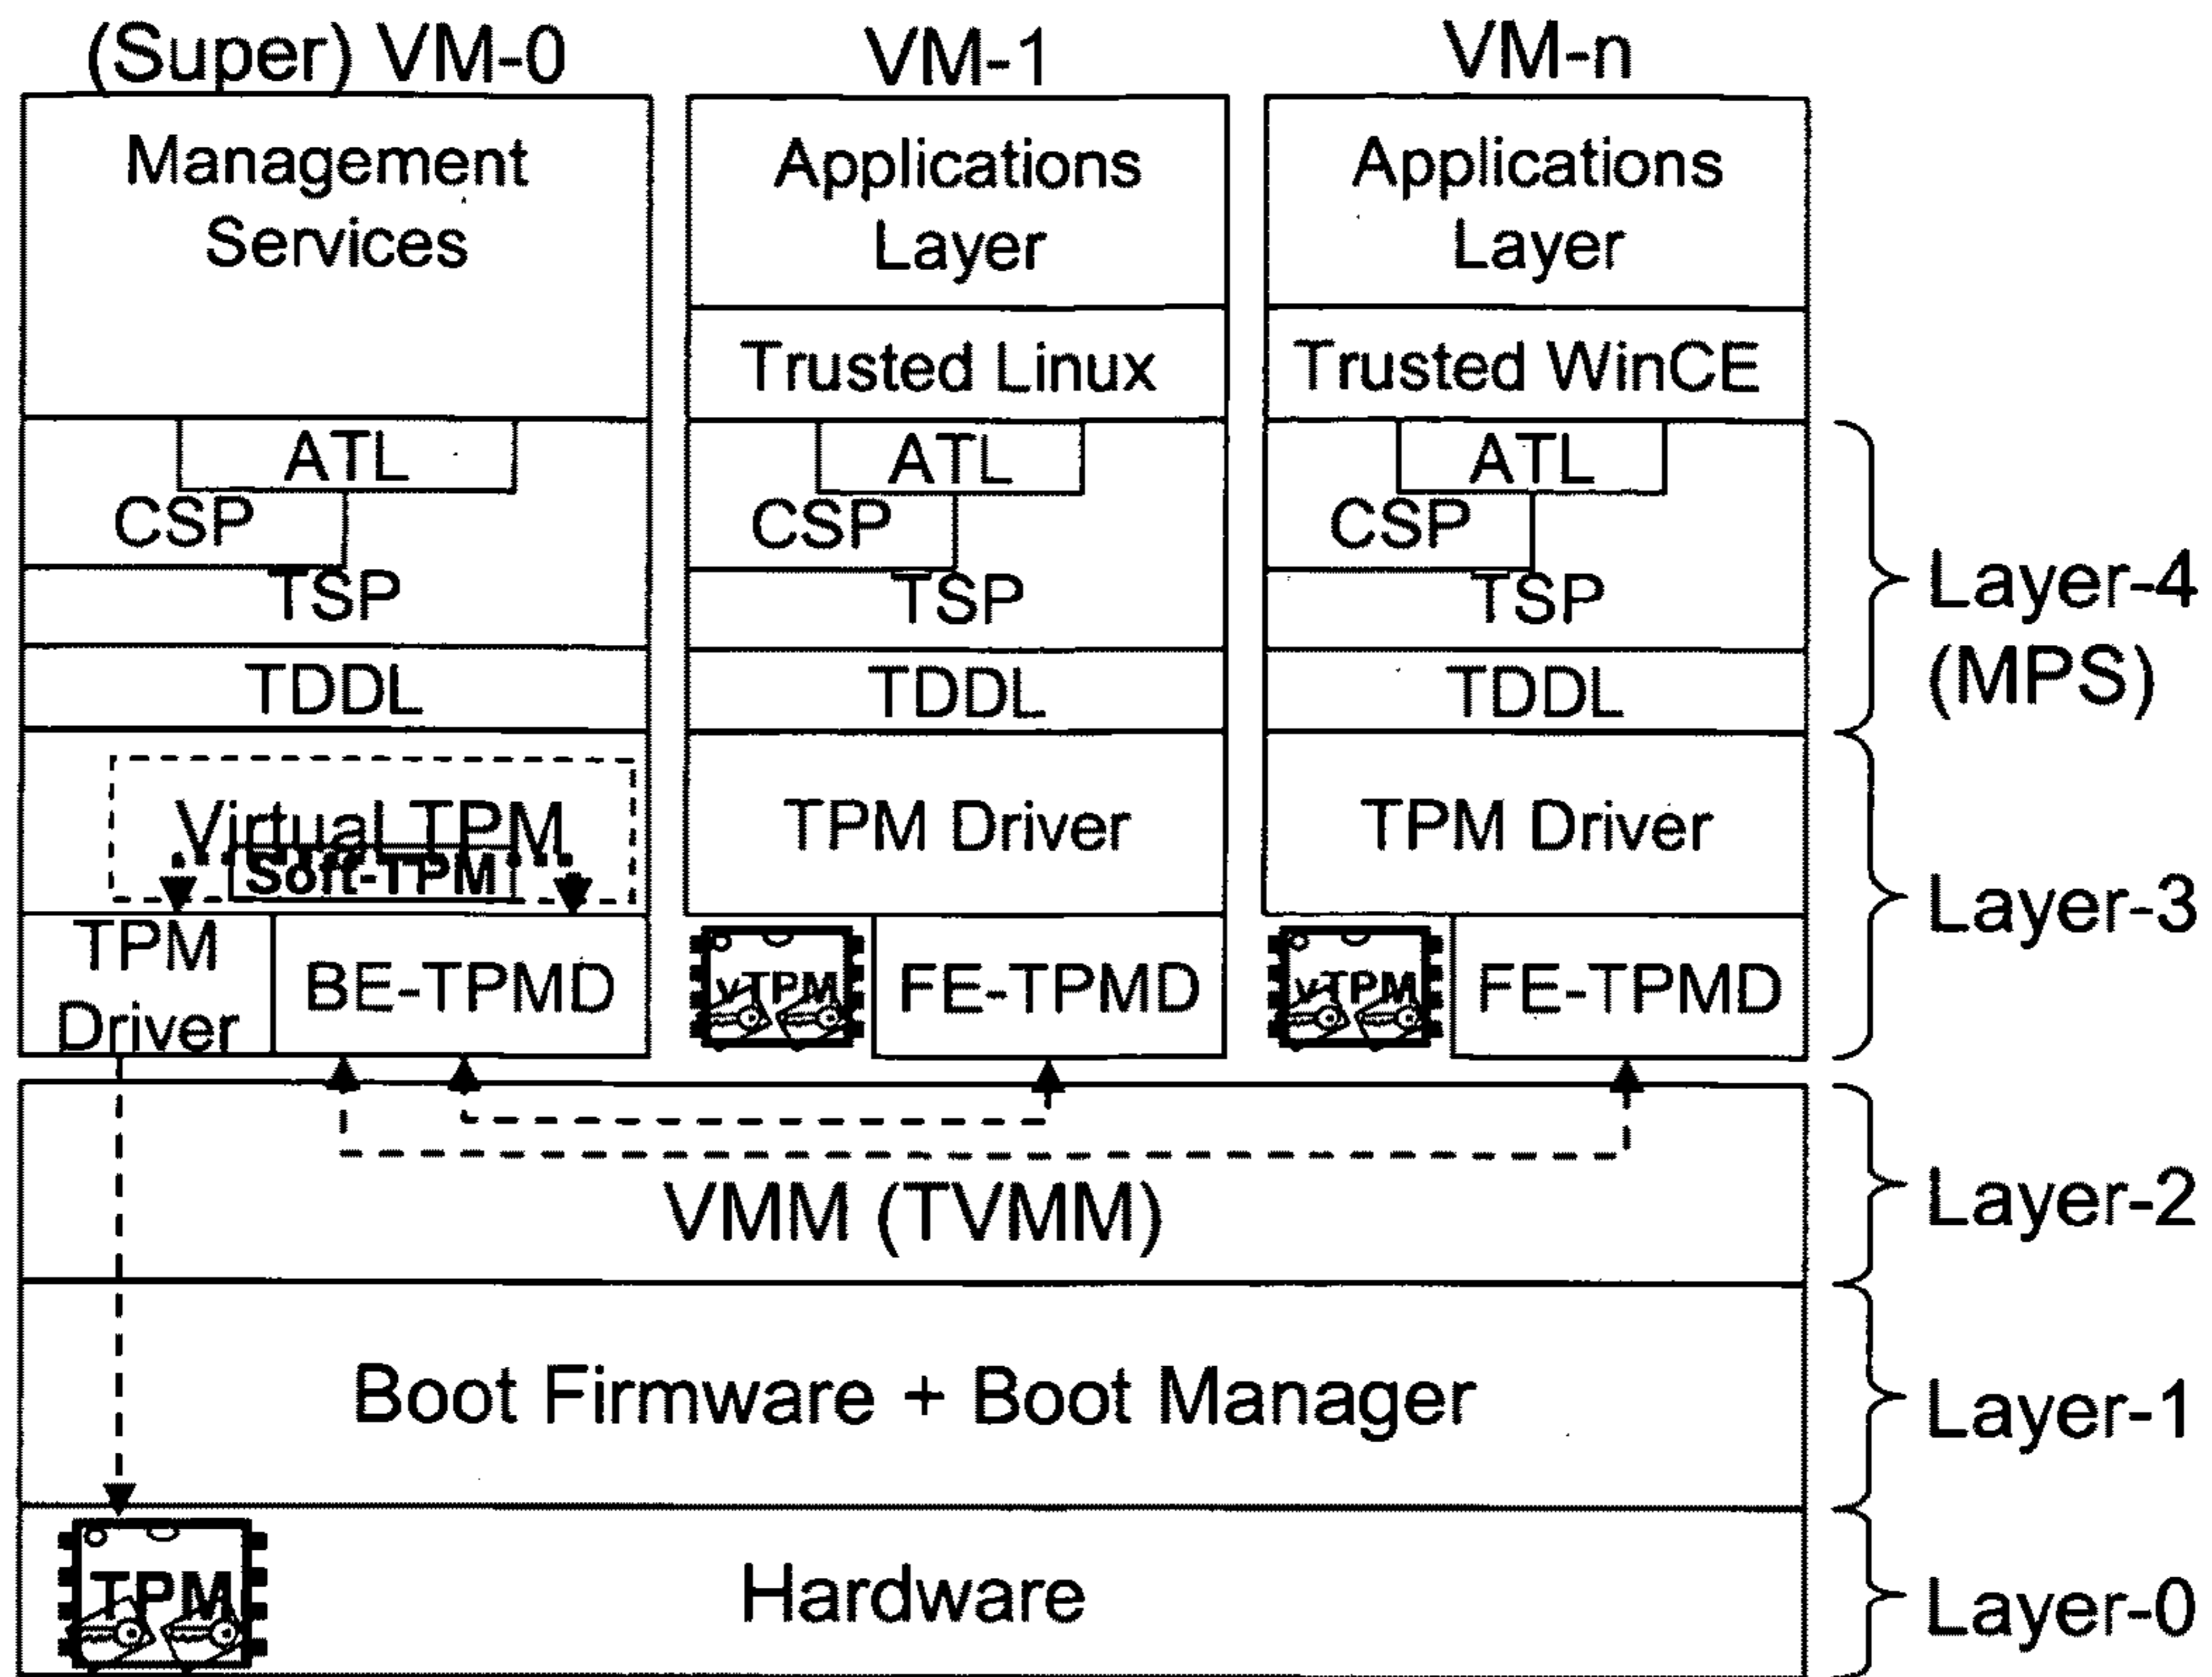 (Super) VM-0
VM-1
VM-n
Management
Services
Applications
Layer
Applications
Layer
Trusted Linux
Trusted WinCE
ATL
CSP
TSP
TDDL
ATL
CSP
TSP
TDDL
ATL
CSP
TSP
TDDL
Layer-4
(MPS)
Virtual TPM
Soft-TPM
TPM Driver
TPM Driver
Layer-3
TPM
Driver
BE-TPMD
vTPM
FE-TPMD
vTPM
FE-TPMD
VMM (TVMM)
Layer-2
Boot Firmware + Boot Manager
Layer-1
TPM
Hardware
Layer-0